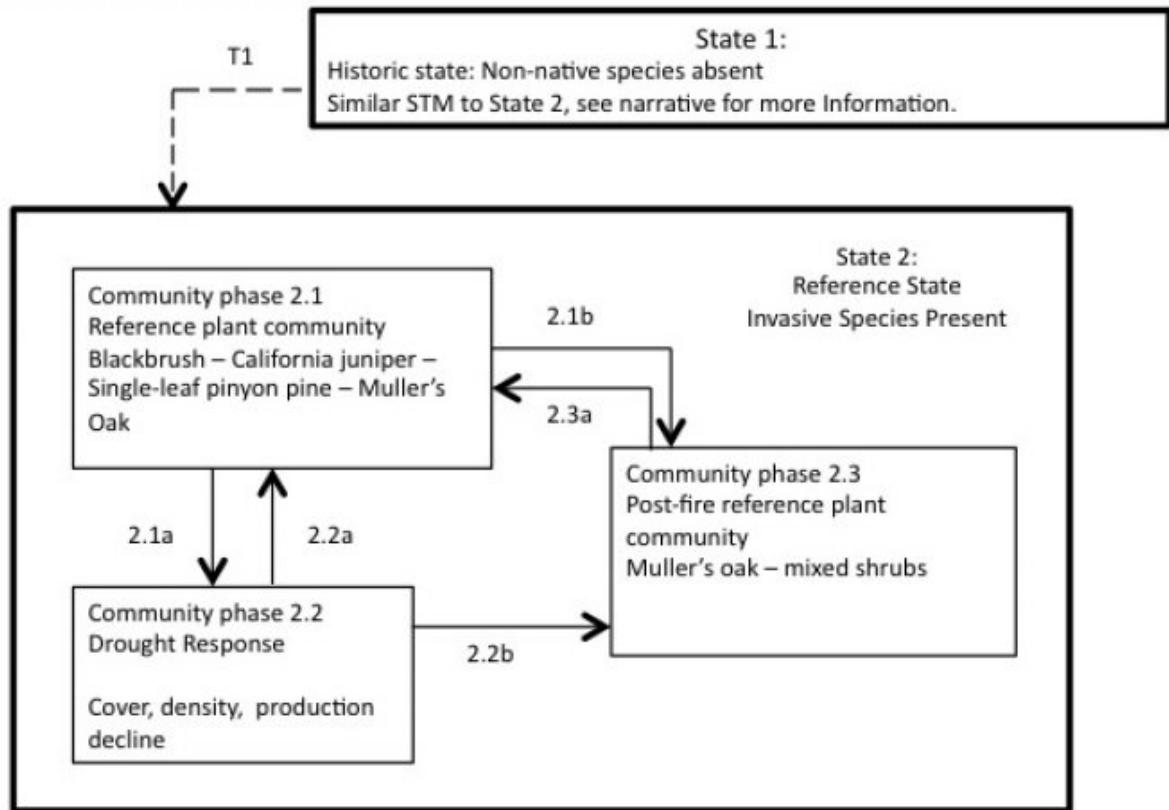 State 1:
T1
Historic state: Non-native species absent
Similar STM to State 2, see narrative for more Information.
State 2:
Reference State
Invasive Species Present
Community phase 2.1
Reference plant community
Blackbrush – California juniper –
Single-leaf pinyon pine – Muller's
Oak
2.1b
2.3a
Community phase 2.3
Post-fire reference plant
community
Muller's oak – mixed shrubs
2.1a
2.2a
Community phase 2.2
Drought Response
Cover, density, production
decline
2.2b